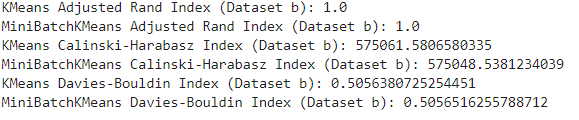 KMeans Adjusted Rand Index (Dataset b): 1.0
MiniBatchKMeans Adjusted Rand Index (Dataset b): 1.0
KMeans Calinski-Harabasz Index (Dataset b): 575061.5806580335
MiniBatchKMeans Calinski-Harabasz Index (Dataset b): 575048.5381234039
KMeans Davies-Bouldin Index (Dataset b): 0.5056380725254451
MiniBatchKMeans Davies-Bouldin Index (Dataset b): 0.5056516255788712